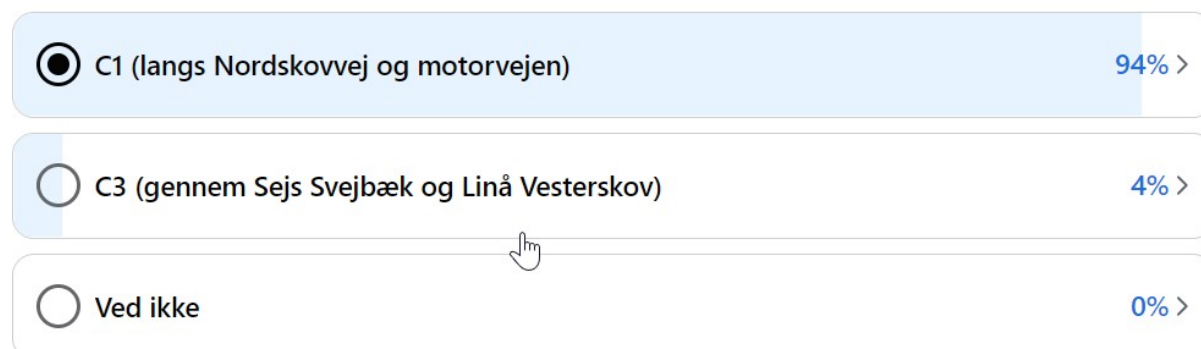 C1 (langs Nordskovvej og motorvejen) 94%
C3 (gennem Sejs Svejbæk og Linå Vesterskov) 4%
Ved ikke 0%